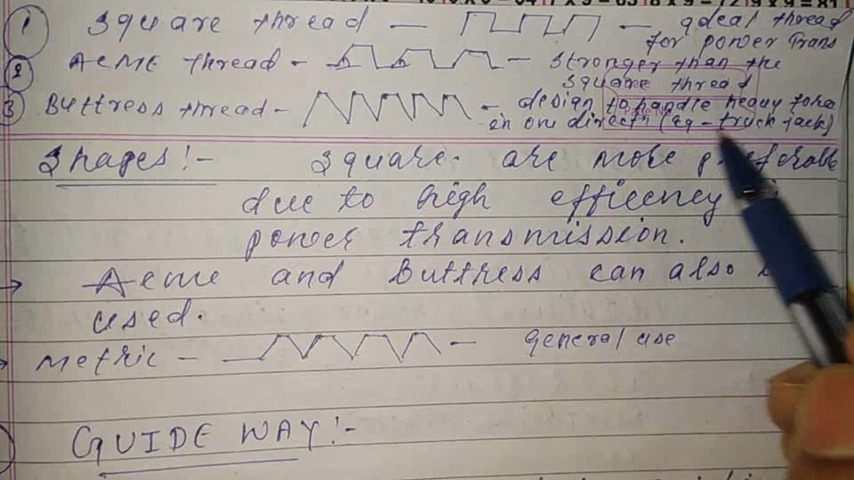 ① Square thread — — ideal thread
for power trans
② ACME thread - — stronger than the
square thread
③ Buttress thread - - design to handle heavy force
in one directn (eg - truck jack)
Shapes :- Square are more preferable
due to high efficency
power transmission.
→ Acme and Buttress can also
used.
→ Metric - - general use
GUIDE WAY :-